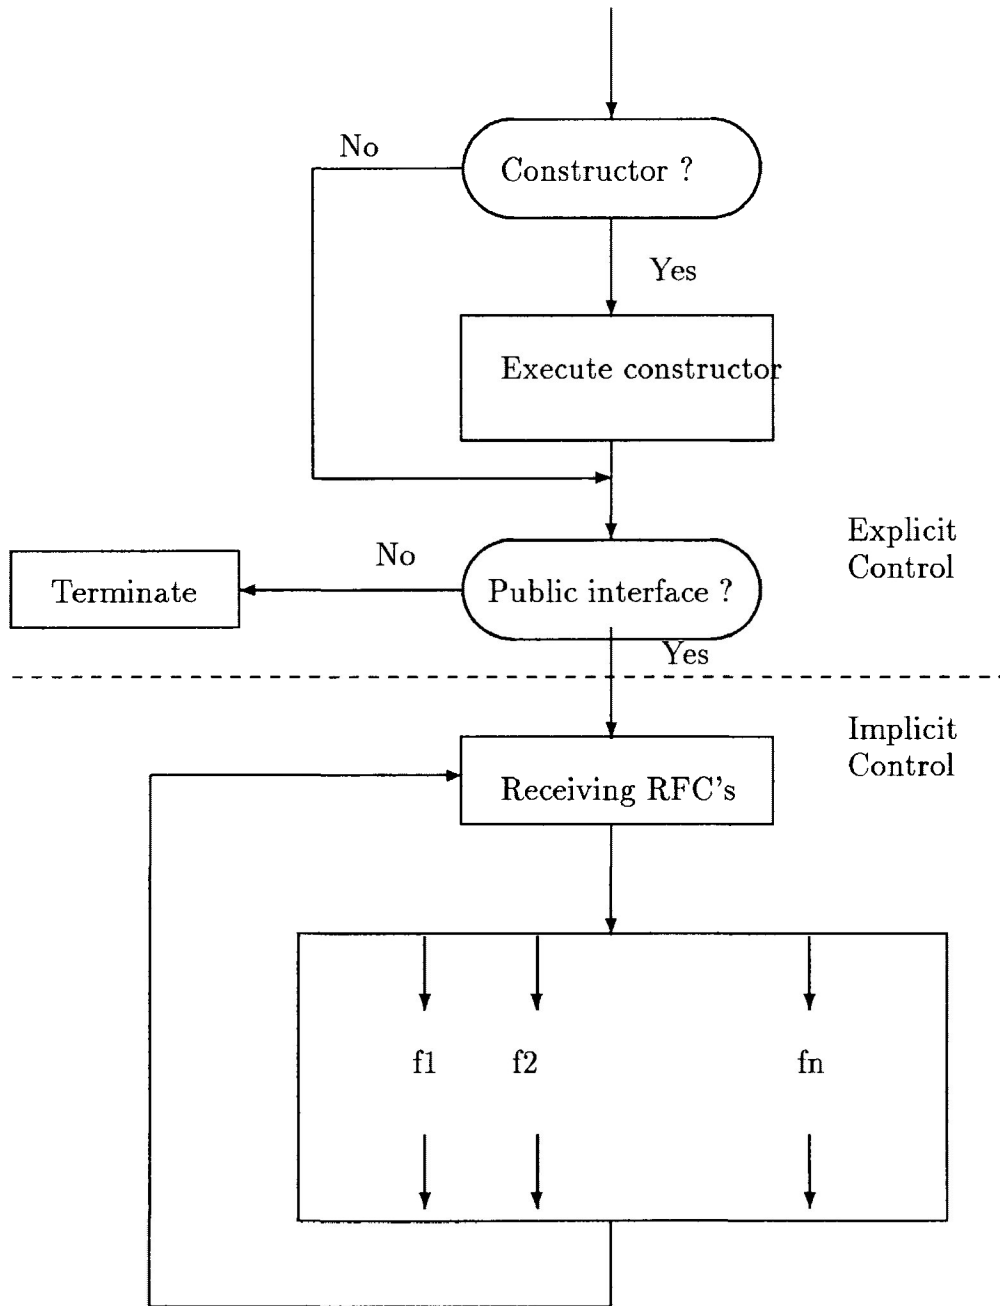 No
Constructor ?
Yes
Execute constructor
Explicit
Control
No
Terminate
Public interface ?
Yes
Implicit
Control
Receiving RFC's
f1 f2 fn